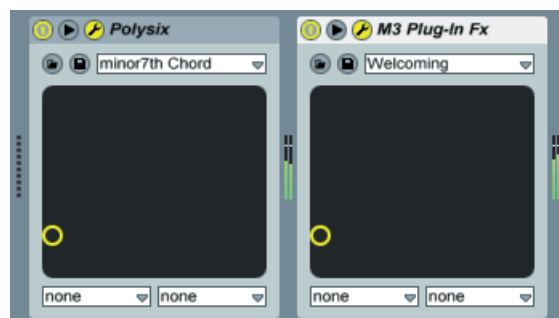 Polysix
minor7th Chord
none none
M3 Plug-In Fx
Welcoming
none none